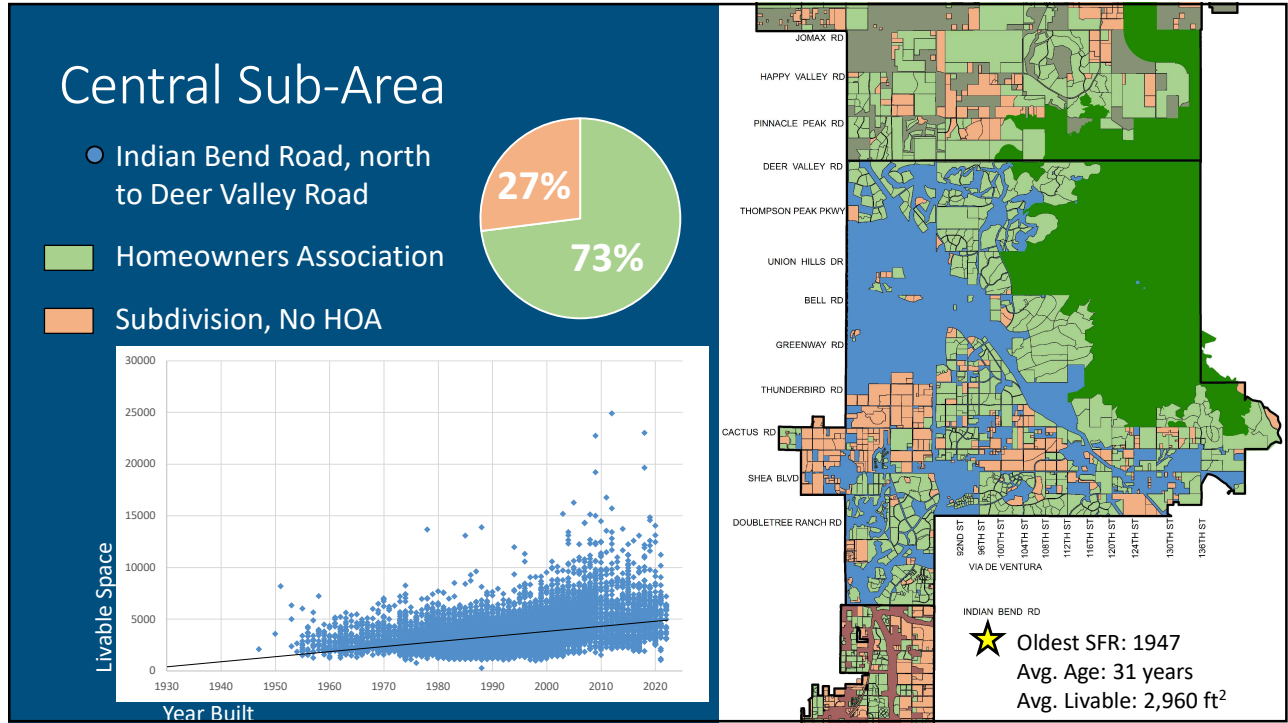 Central Sub-Area
Indian Bend Road, north
to Deer Valley Road
Homeowners Association
Subdivision, No HOA
27%
73%
30000
25000
20000
15000
10000
5000
0
1930
1940
1950
1960
1970
1980
1990
2000
2010
2020
Livable Space
Year Built
JOMAX RD
HAPPY VALLEY RD
PINNACLE PEAK RD
DEER VALLEY RD
THOMPSON PEAK PKWY
UNION HILLS DR
BELL RD
GREENWAY RD
THUNDERBIRD RD
CACTUS RD
SHEA BLVD
DOUBLETREE RANCH RD
92ND ST
96TH ST
100TH ST
104TH ST
108TH ST
112TH ST
116TH ST
120TH ST
124TH ST
130TH ST
136TH ST
VIA DE VENTURA
INDIAN BEND RD
Oldest SFR: 1947
Avg. Age: 31 years
Avg. Livable: 2,960 ft²